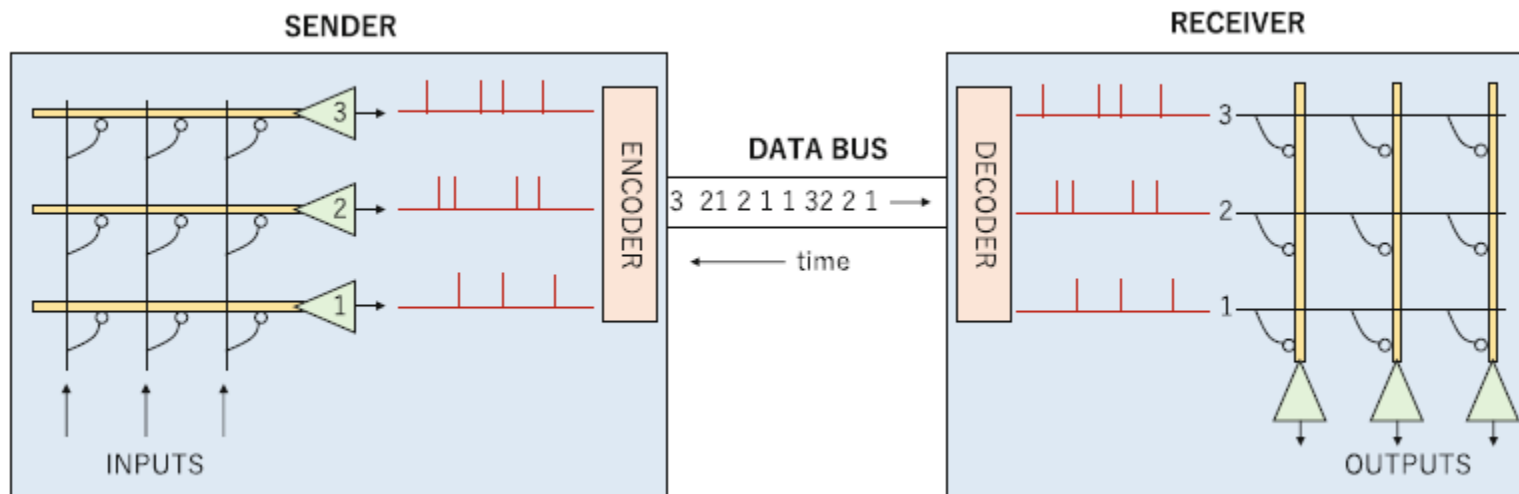 SENDER
RECEIVER
3
2
1
INPUTS
ENCODER
DATA BUS
3 21 2 1 1 32 2 1
time
DECODER
3
2
1
OUTPUTS